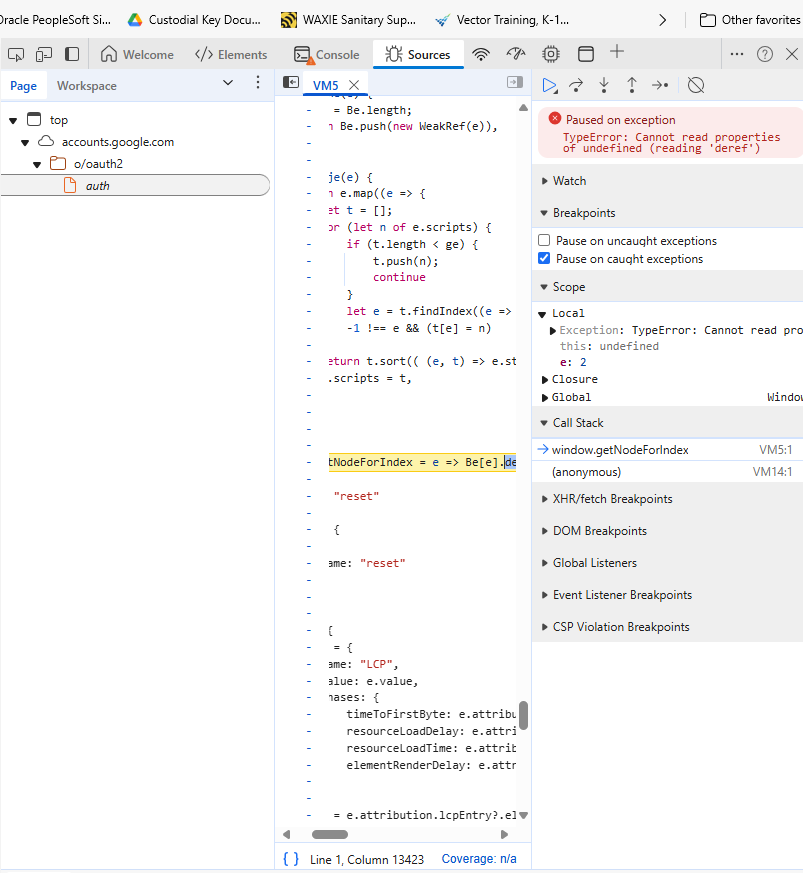 Oracle PeopleSoft Si... Custodial Key Docu... WAXIE Sanitary Sup... Vector Training, K-1... Other favorites
Welcome </> Elements Console Sources
Page Workspace
top
accounts.google.com
o/oauth2
auth
VM5
- = Be.length;
- n Be.push(new WeakRef(e)),
-
-
- je(e) {
- n e.map((e => {
- et t = [];
- or (let n of e.scripts) {
- if (t.length < ge) {
- t.push(n);
- continue
- }
- let e = t.findIndex((e =>
- -1 !== e && (t[e] = n)
-
- eturn t.sort(( (e, t) => e.st
- .scripts = t,
-
-
-
-
- tNodeForIndex = e => Be[e].de
-
- "reset"
-
- {
-
- ame: "reset"
-
-
-
- {
- = {
- ame: "LCP",
- alue: e.value,
- hases: {
- timeToFirstByte: e.attribu
- resourceLoadDelay: e.attri
- resourceLoadTime: e.attrib
- elementRenderDelay: e.attr
-
-
- = e.attribution.lcpEntry?.el
{ } Line 1, Column 13423 Coverage: n/a
Paused on exception
TypeError: Cannot read properties
of undefined (reading 'deref')
Watch
Breakpoints
Pause on uncaught exceptions
Pause on caught exceptions
Scope
Local
Exception: TypeError: Cannot read pro
this: undefined
e: 2
Closure
Global Window
Call Stack
window.getNodeForIndex VM5:1
(anonymous) VM14:1
XHR/fetch Breakpoints
DOM Breakpoints
Global Listeners
Event Listener Breakpoints
CSP Violation Breakpoints